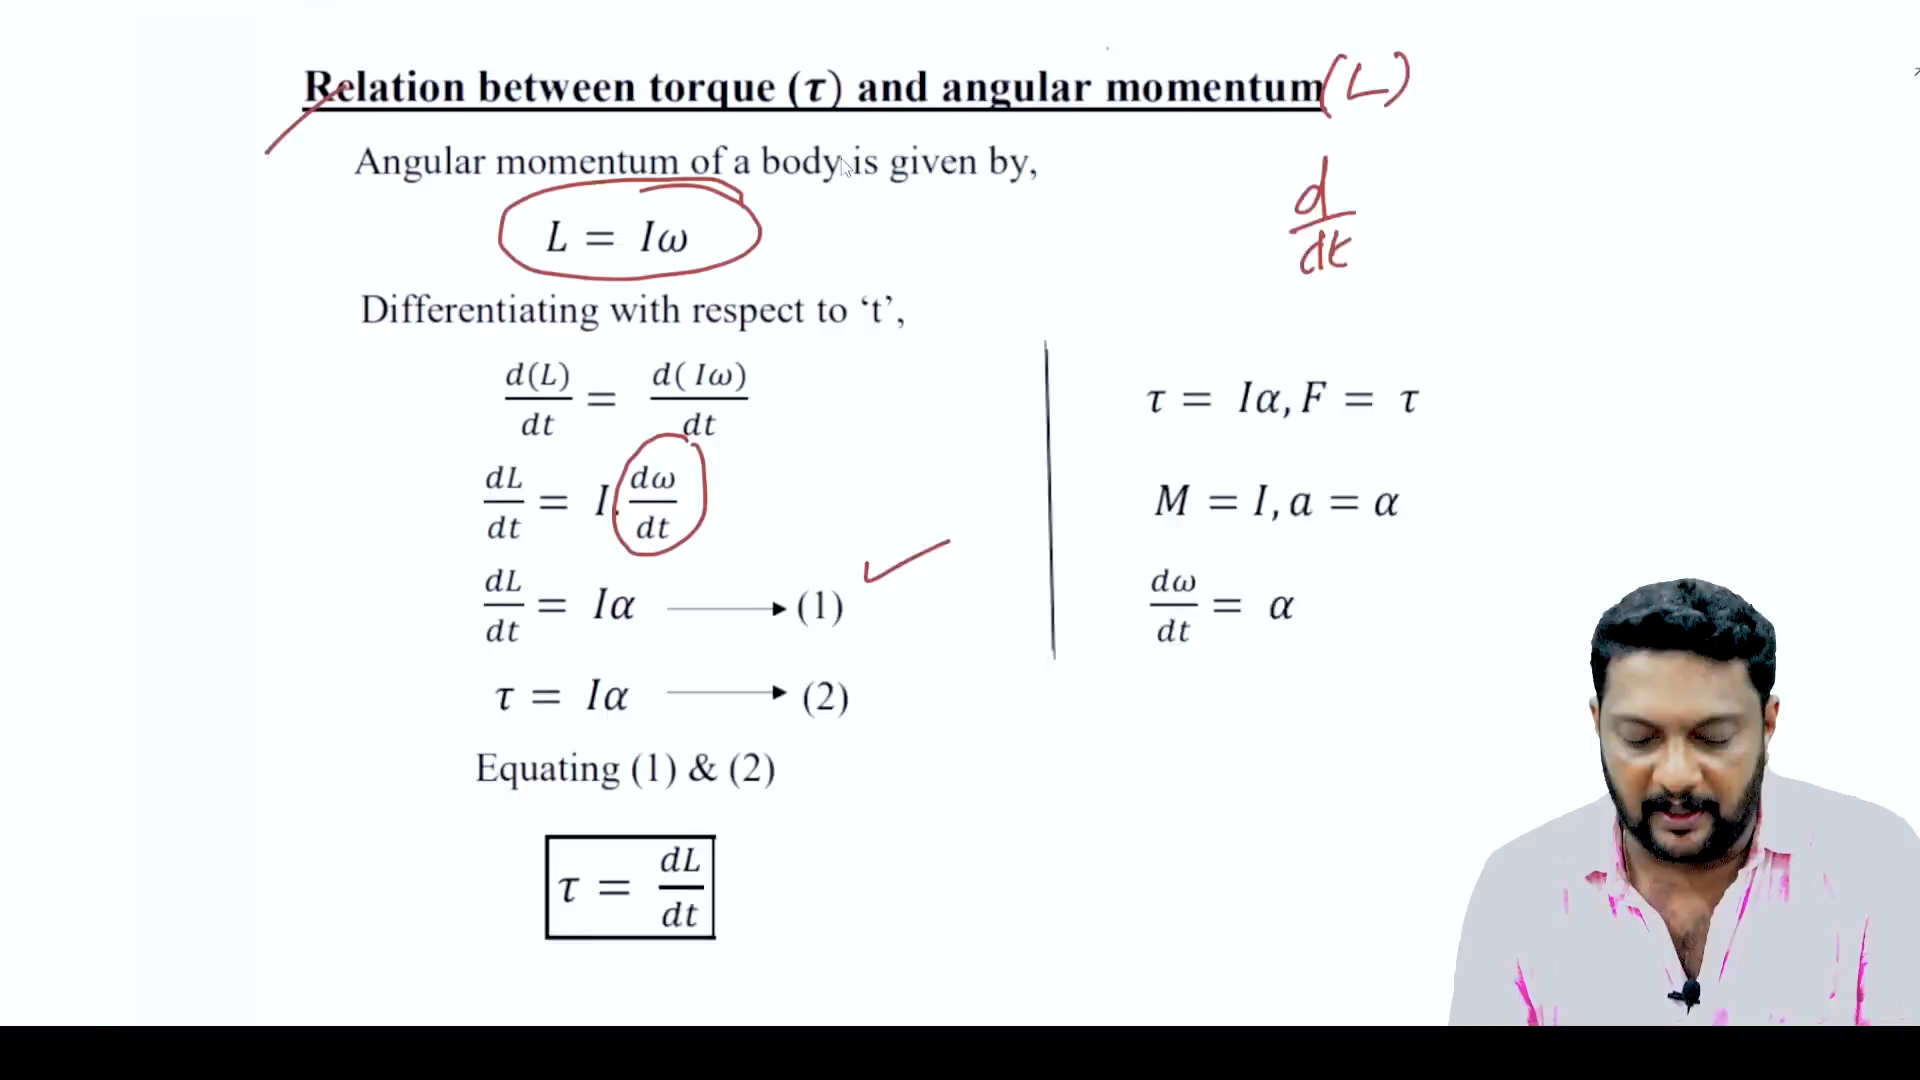 Relation between torque (τ) and angular momentum (L)
Angular momentum of a body is given by,
L = Iω
d/dt
Differentiating with respect to ‘t’,
d(L)/dt = d( Iω)/dt
dL/dt = I. dω/dt
dL/dt = Iα → (1)
τ = Iα → (2)
Equating (1) & (2)
τ = dL/dt
τ = Iα, F = τ
M = I, a = α
dω/dt = α